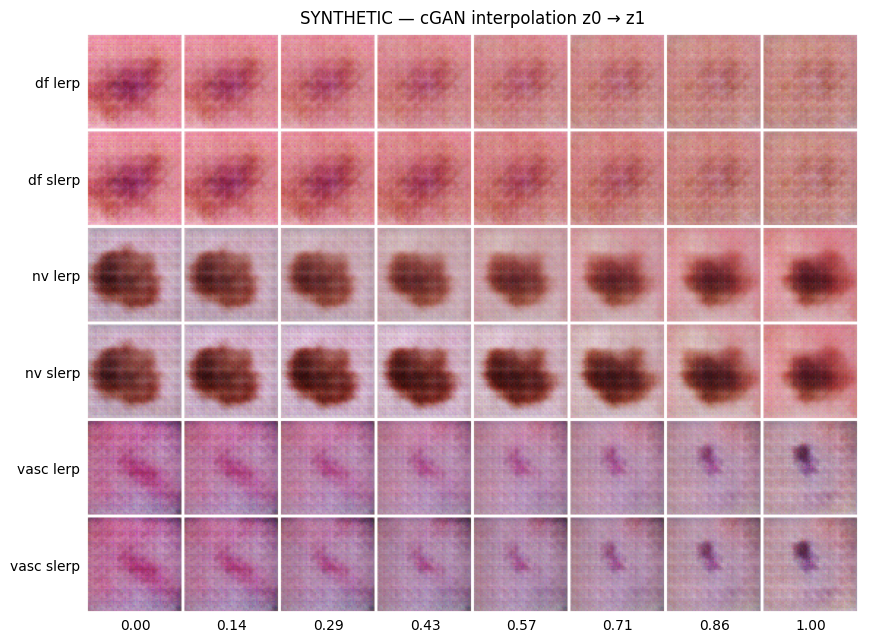 SYNTHETIC — cGAN interpolation z0 → z1
df lerp
df slerp
nv lerp
nv slerp
vasc lerp
vasc slerp
0.00 0.14 0.29 0.43 0.57 0.71 0.86 1.00